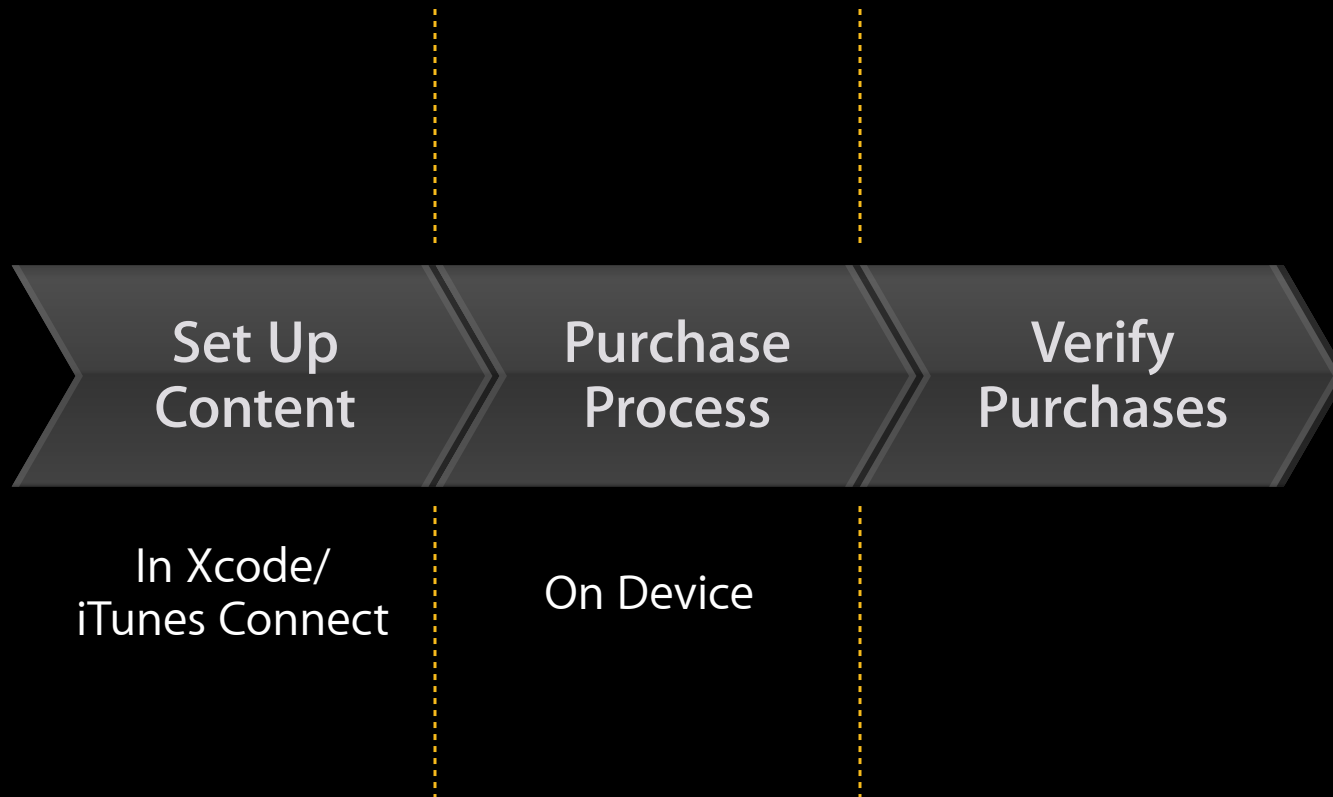 Set Up
Content
Purchase
Process
Verify
Purchases
In Xcode/
iTunes Connect
On Device